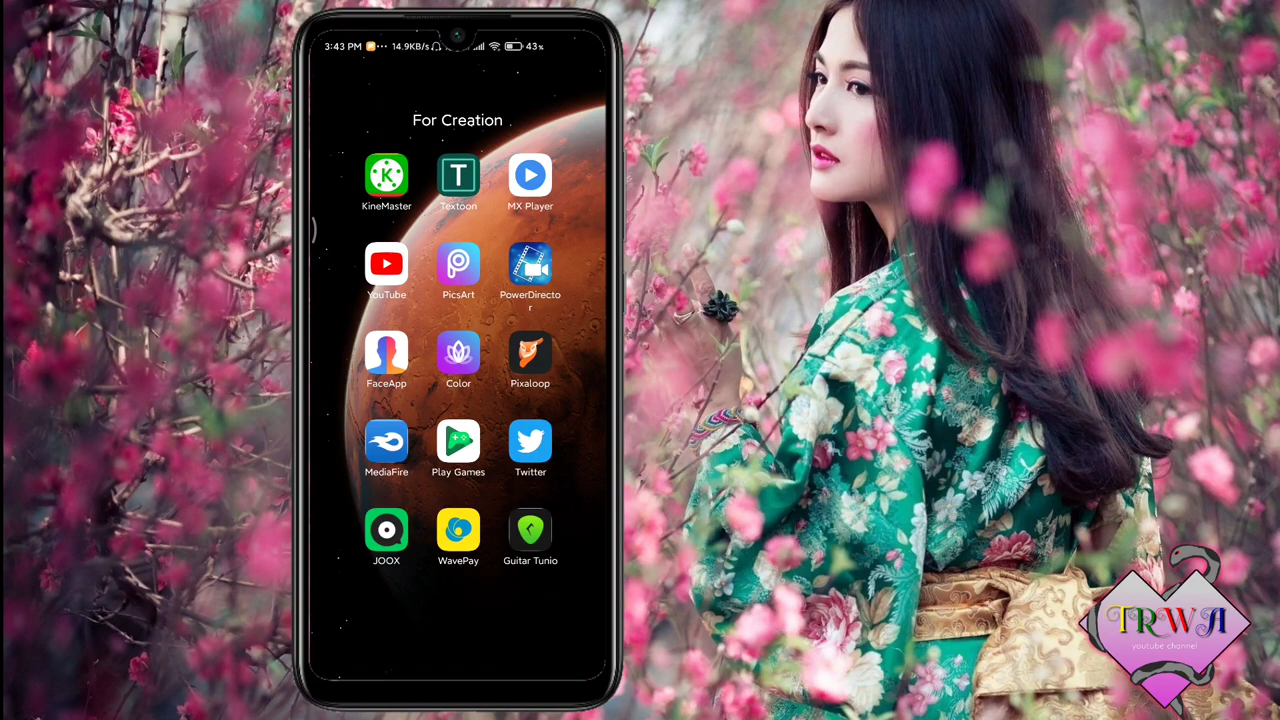 3:43 PM 14.9KB/s 43%
For Creation
K T
KineMaster Textoon MX Player
YouTube PicsArt PowerDirecto
r
FaceApp Color Pixaloop
MediaFire Play Games Twitter
JOOX WavePay Guitar Tunio
TRWA
youtube channel